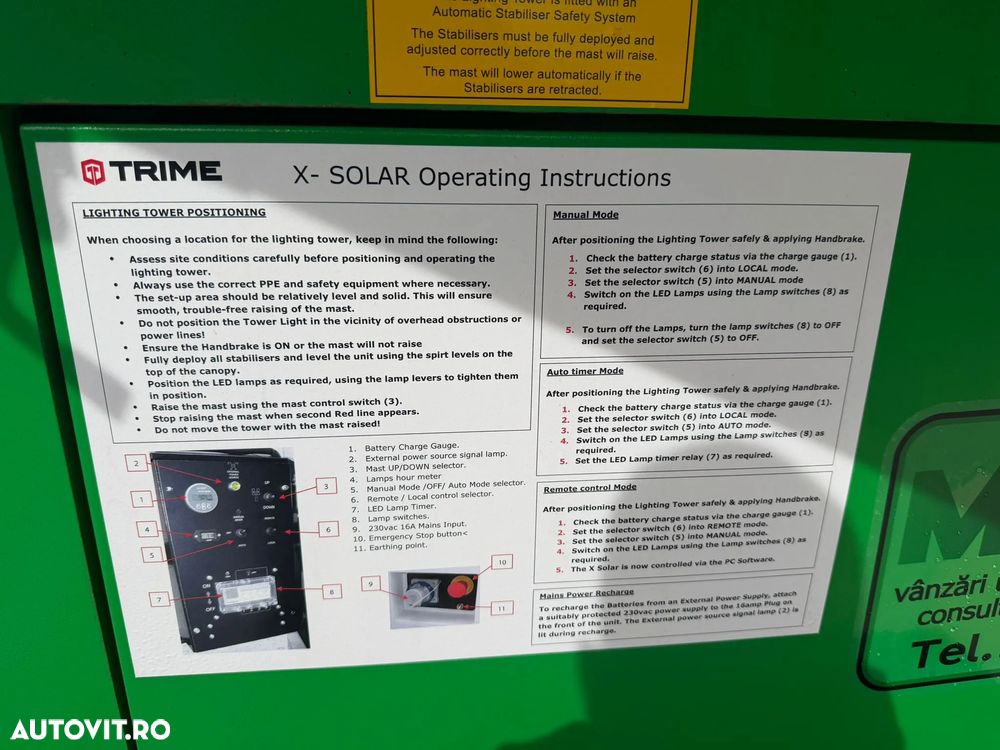 Lighting Tower is fitted with an
Automatic Stabiliser Safety System
The Stabilisers must be fully deployed and
adjusted correctly before the mast will raise.
The mast will lower automatically if the
Stabilisers are retracted.
TRIME
X- SOLAR Operating Instructions
LIGHTING TOWER POSITIONING
When choosing a location for the lighting tower, keep in mind the following:
• Assess site conditions carefully before positioning and operating the
lighting tower.
• Always use the correct PPE and safety equipment where necessary.
• The set-up area should be relatively level and solid. This will ensure
smooth, trouble-free raising of the mast.
• Do not position the Tower Light in the vicinity of overhead obstructions or
power lines!
• Ensure the Handbrake is ON or the mast will not raise
• Fully deploy all stabilisers and level the unit using the spirt levels on the
top of the canopy.
• Position the LED lamps as required, using the lamp levers to tighten them
in position.
• Raise the mast using the mast control switch (3).
• Stop raising the mast when second Red line appears.
• Do not move the tower with the mast raised!
1. Battery Charge Gauge.
2. External power source signal lamp.
3. Mast UP/DOWN selector.
4. Lamps hour meter
5. Manual Mode /OFF/ Auto Mode selector.
6. Remote / Local control selector.
7. LED Lamp Timer.
8. Lamp switches.
9. 230vac 16A Mains Input.
10. Emergency Stop button<
11. Earthing point.
2
1
4
5
7
3
6
8
UP
DOWN
ON
OFF
9
10
11
Manual Mode
After positioning the Lighting Tower safely & applying Handbrake.
1. Check the battery charge status via the charge gauge (1).
2. Set the selector switch (6) into LOCAL mode.
3. Set the selector switch (5) into MANUAL mode
4. Switch on the LED Lamps using the Lamp switches (8) as
required.
5. To turn off the Lamps, turn the lamp switches (8) to OFF
and set the selector switch (5) to OFF.
Auto timer Mode
After positioning the Lighting Tower safely & applying Handbrake.
1. Check the battery charge status via the charge gauge (1).
2. Set the selector switch (6) into LOCAL mode.
3. Set the selector switch (5) into AUTO mode.
4. Switch on the LED Lamps using the Lamp switches (8) as
required.
5. Set the LED Lamp timer relay (7) as required.
Remote control Mode
After positioning the Lighting Tower safely & applying Handbrake.
1. Check the battery charge status via the charge gauge (1).
2. Set the selector switch (6) into REMOTE mode.
3. Set the selector switch (5) into MANUAL mode.
4. Switch on the LED Lamps using the Lamp switches (8) as
required.
5. The X Solar is now controlled via the PC Software.
Mains Power Recharge
To recharge the Batteries from an External Power Supply, attach
a suitably protected 230vac power supply to the 16amp Plug on
the front of the unit. The External power source signal lamp (2) is
lit during recharge.
M
vânzări
consul
Tel.
AUTOVIT.RO